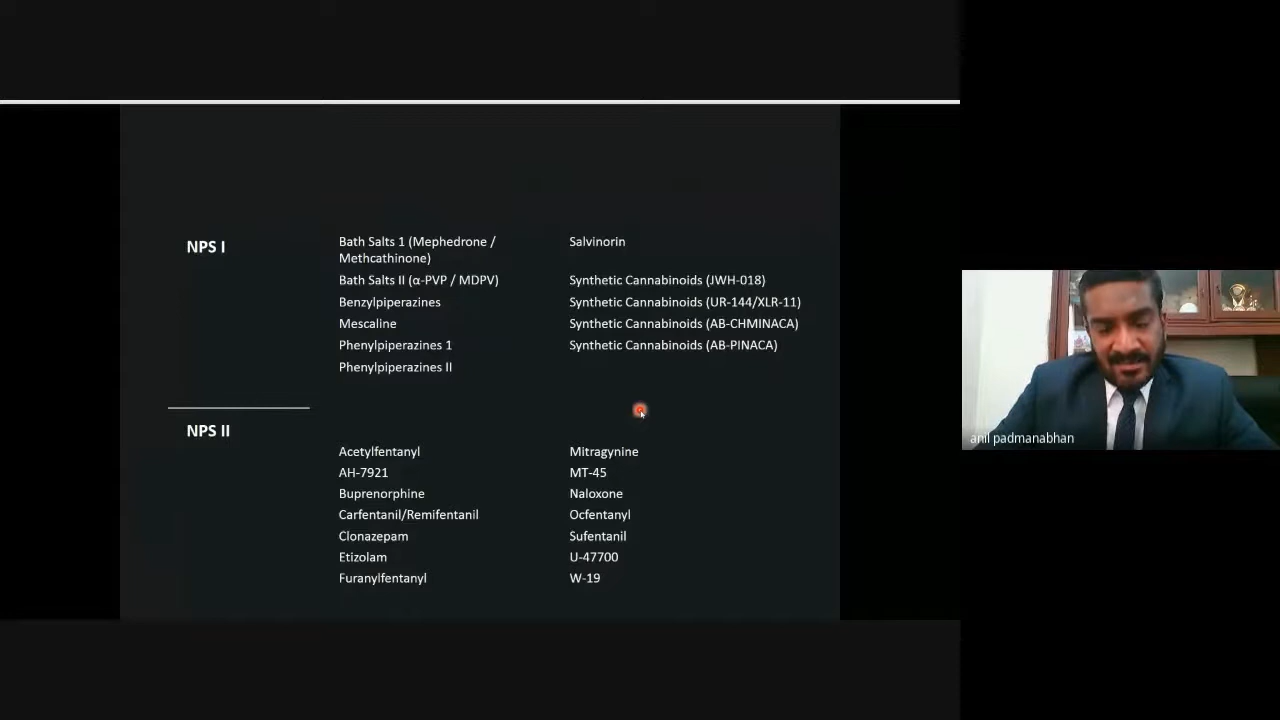 NPS I
Bath Salts 1 (Mephedrone /
Methcathinone)
Bath Salts II (α-PVP / MDPV)
Benzylpiperazines
Mescaline
Phenylpiperazines 1
Phenylpiperazines II
Salvinorin
Synthetic Cannabinoids (JWH-018)
Synthetic Cannabinoids (UR-144/XLR-11)
Synthetic Cannabinoids (AB-CHMINACA)
Synthetic Cannabinoids (AB-PINACA)
NPS II
Acetylfentanyl
AH-7921
Buprenorphine
Carfentanil/Remifentanil
Clonazepam
Etizolam
Furanylfentanyl
Mitragynine
MT-45
Naloxone
Ocfentanyl
Sufentanil
U-47700
W-19
anil padmanabhan